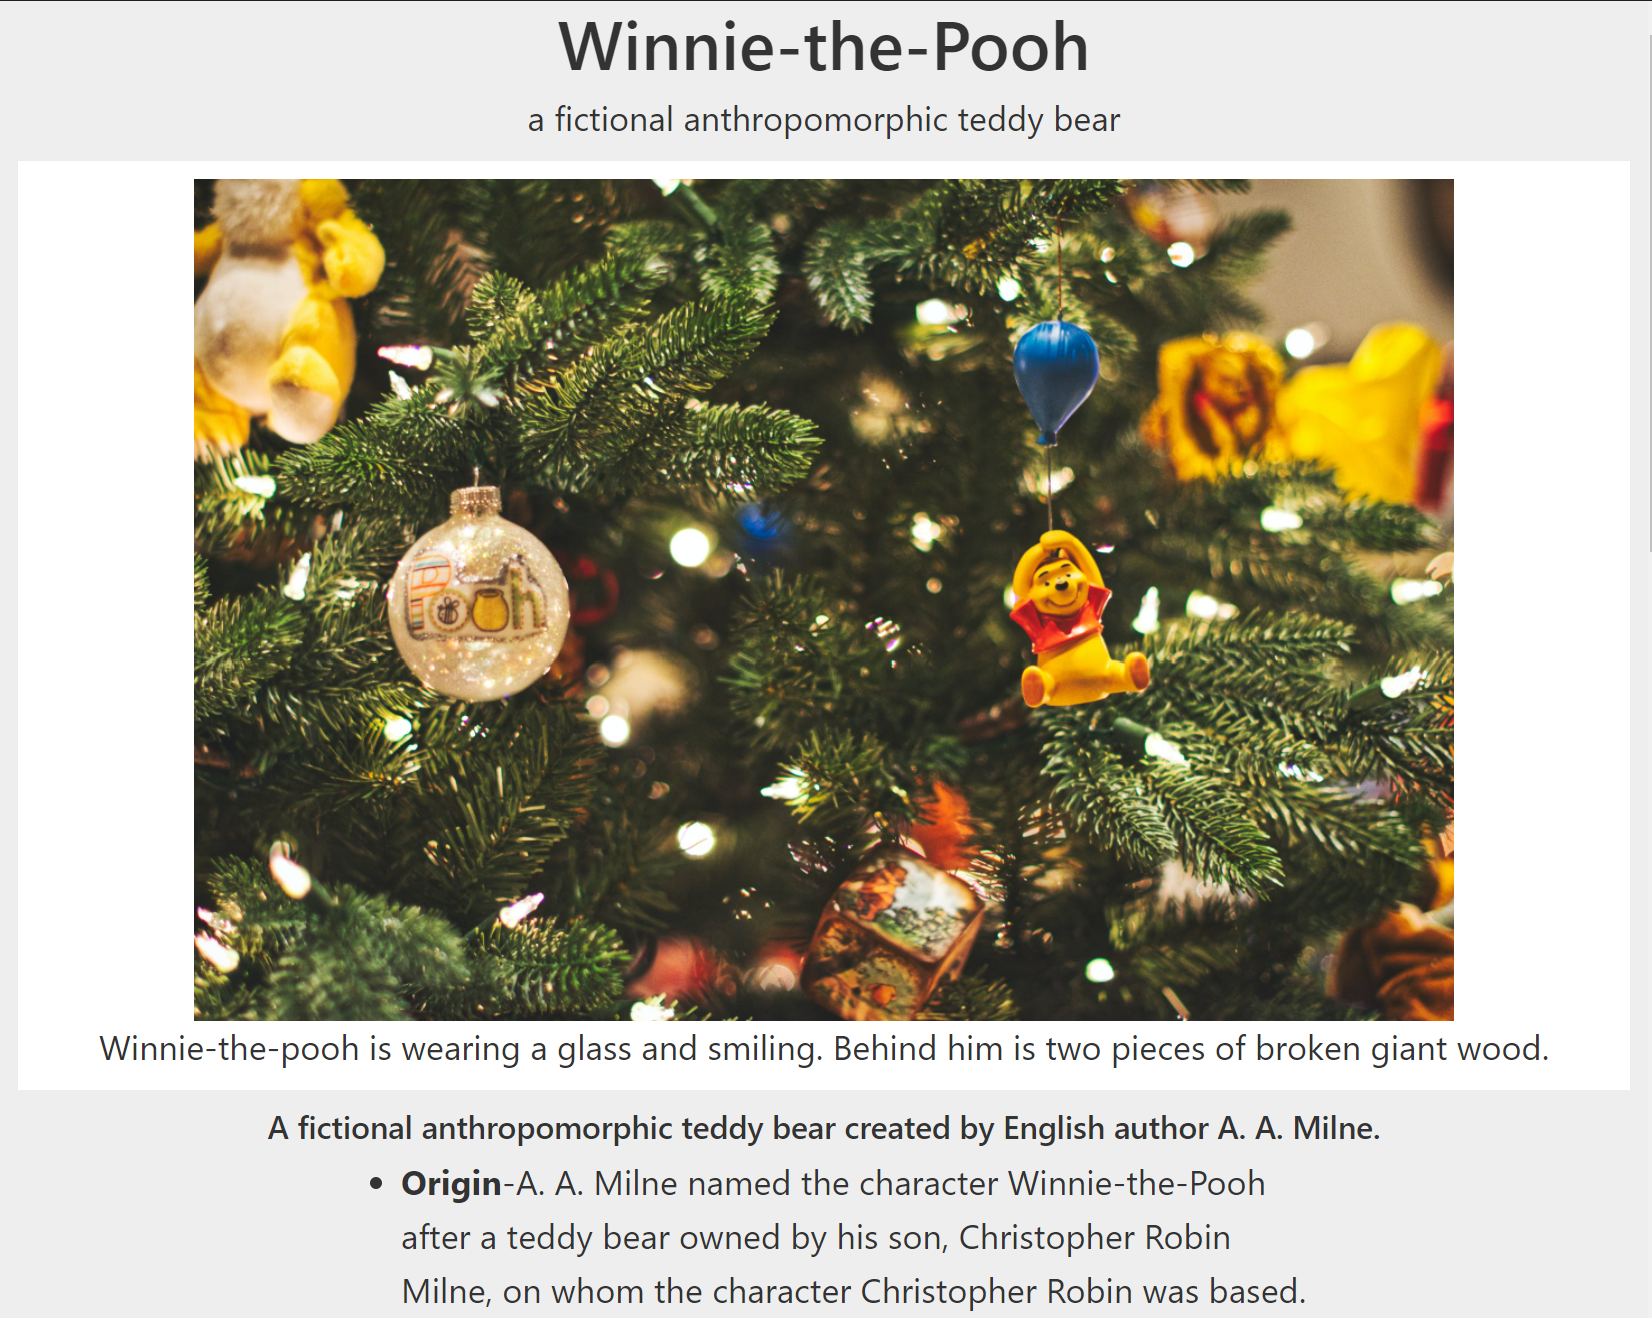 Winnie-the-Pooh
a fictional anthropomorphic teddy bear
Pooh
Winnie-the-pooh is wearing a glass and smiling. Behind him is two pieces of broken giant wood.
A fictional anthropomorphic teddy bear created by English author A. A. Milne.
• Origin-A. A. Milne named the character Winnie-the-Pooh
after a teddy bear owned by his son, Christopher Robin
Milne, on whom the character Christopher Robin was based.